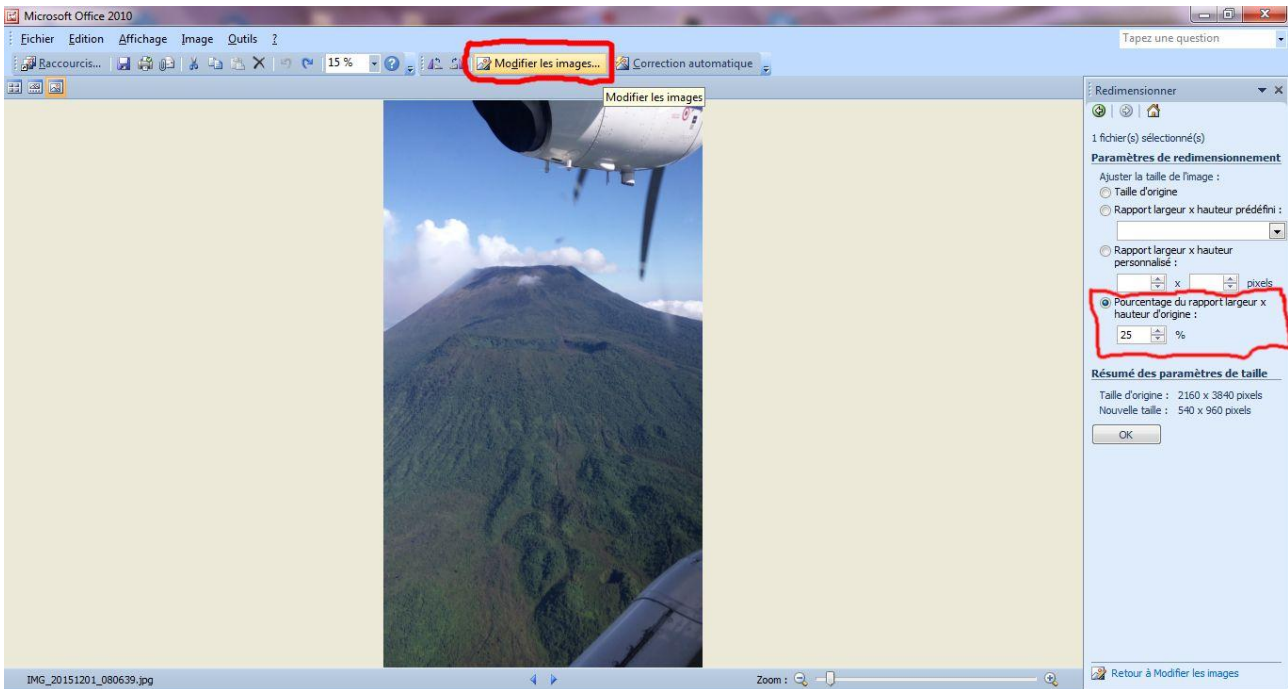 Microsoft Office 2010
Fichier Edition Affichage Image Outils ?
Tapez une question
Raccourcis... 15 % Modifier les images... Correction automatique
Modifier les images
Redimensionner
1 fichier(s) sélectionné(s)
Paramètres de redimensionnement
Ajuster la taille de l'image :
Taille d'origine
Rapport largeur x hauteur prédéfini :
Rapport largeur x hauteur
personnalisé :
x pixels
Pourcentage du rapport largeur x
hauteur d'origine :
25 %
Résumé des paramètres de taille
Taille d'origine : 2160 x 3840 pixels
Nouvelle taille : 540 x 960 pixels
OK
Retour à Modifier les images
IMG_20151201_080639.jpg
Zoom :